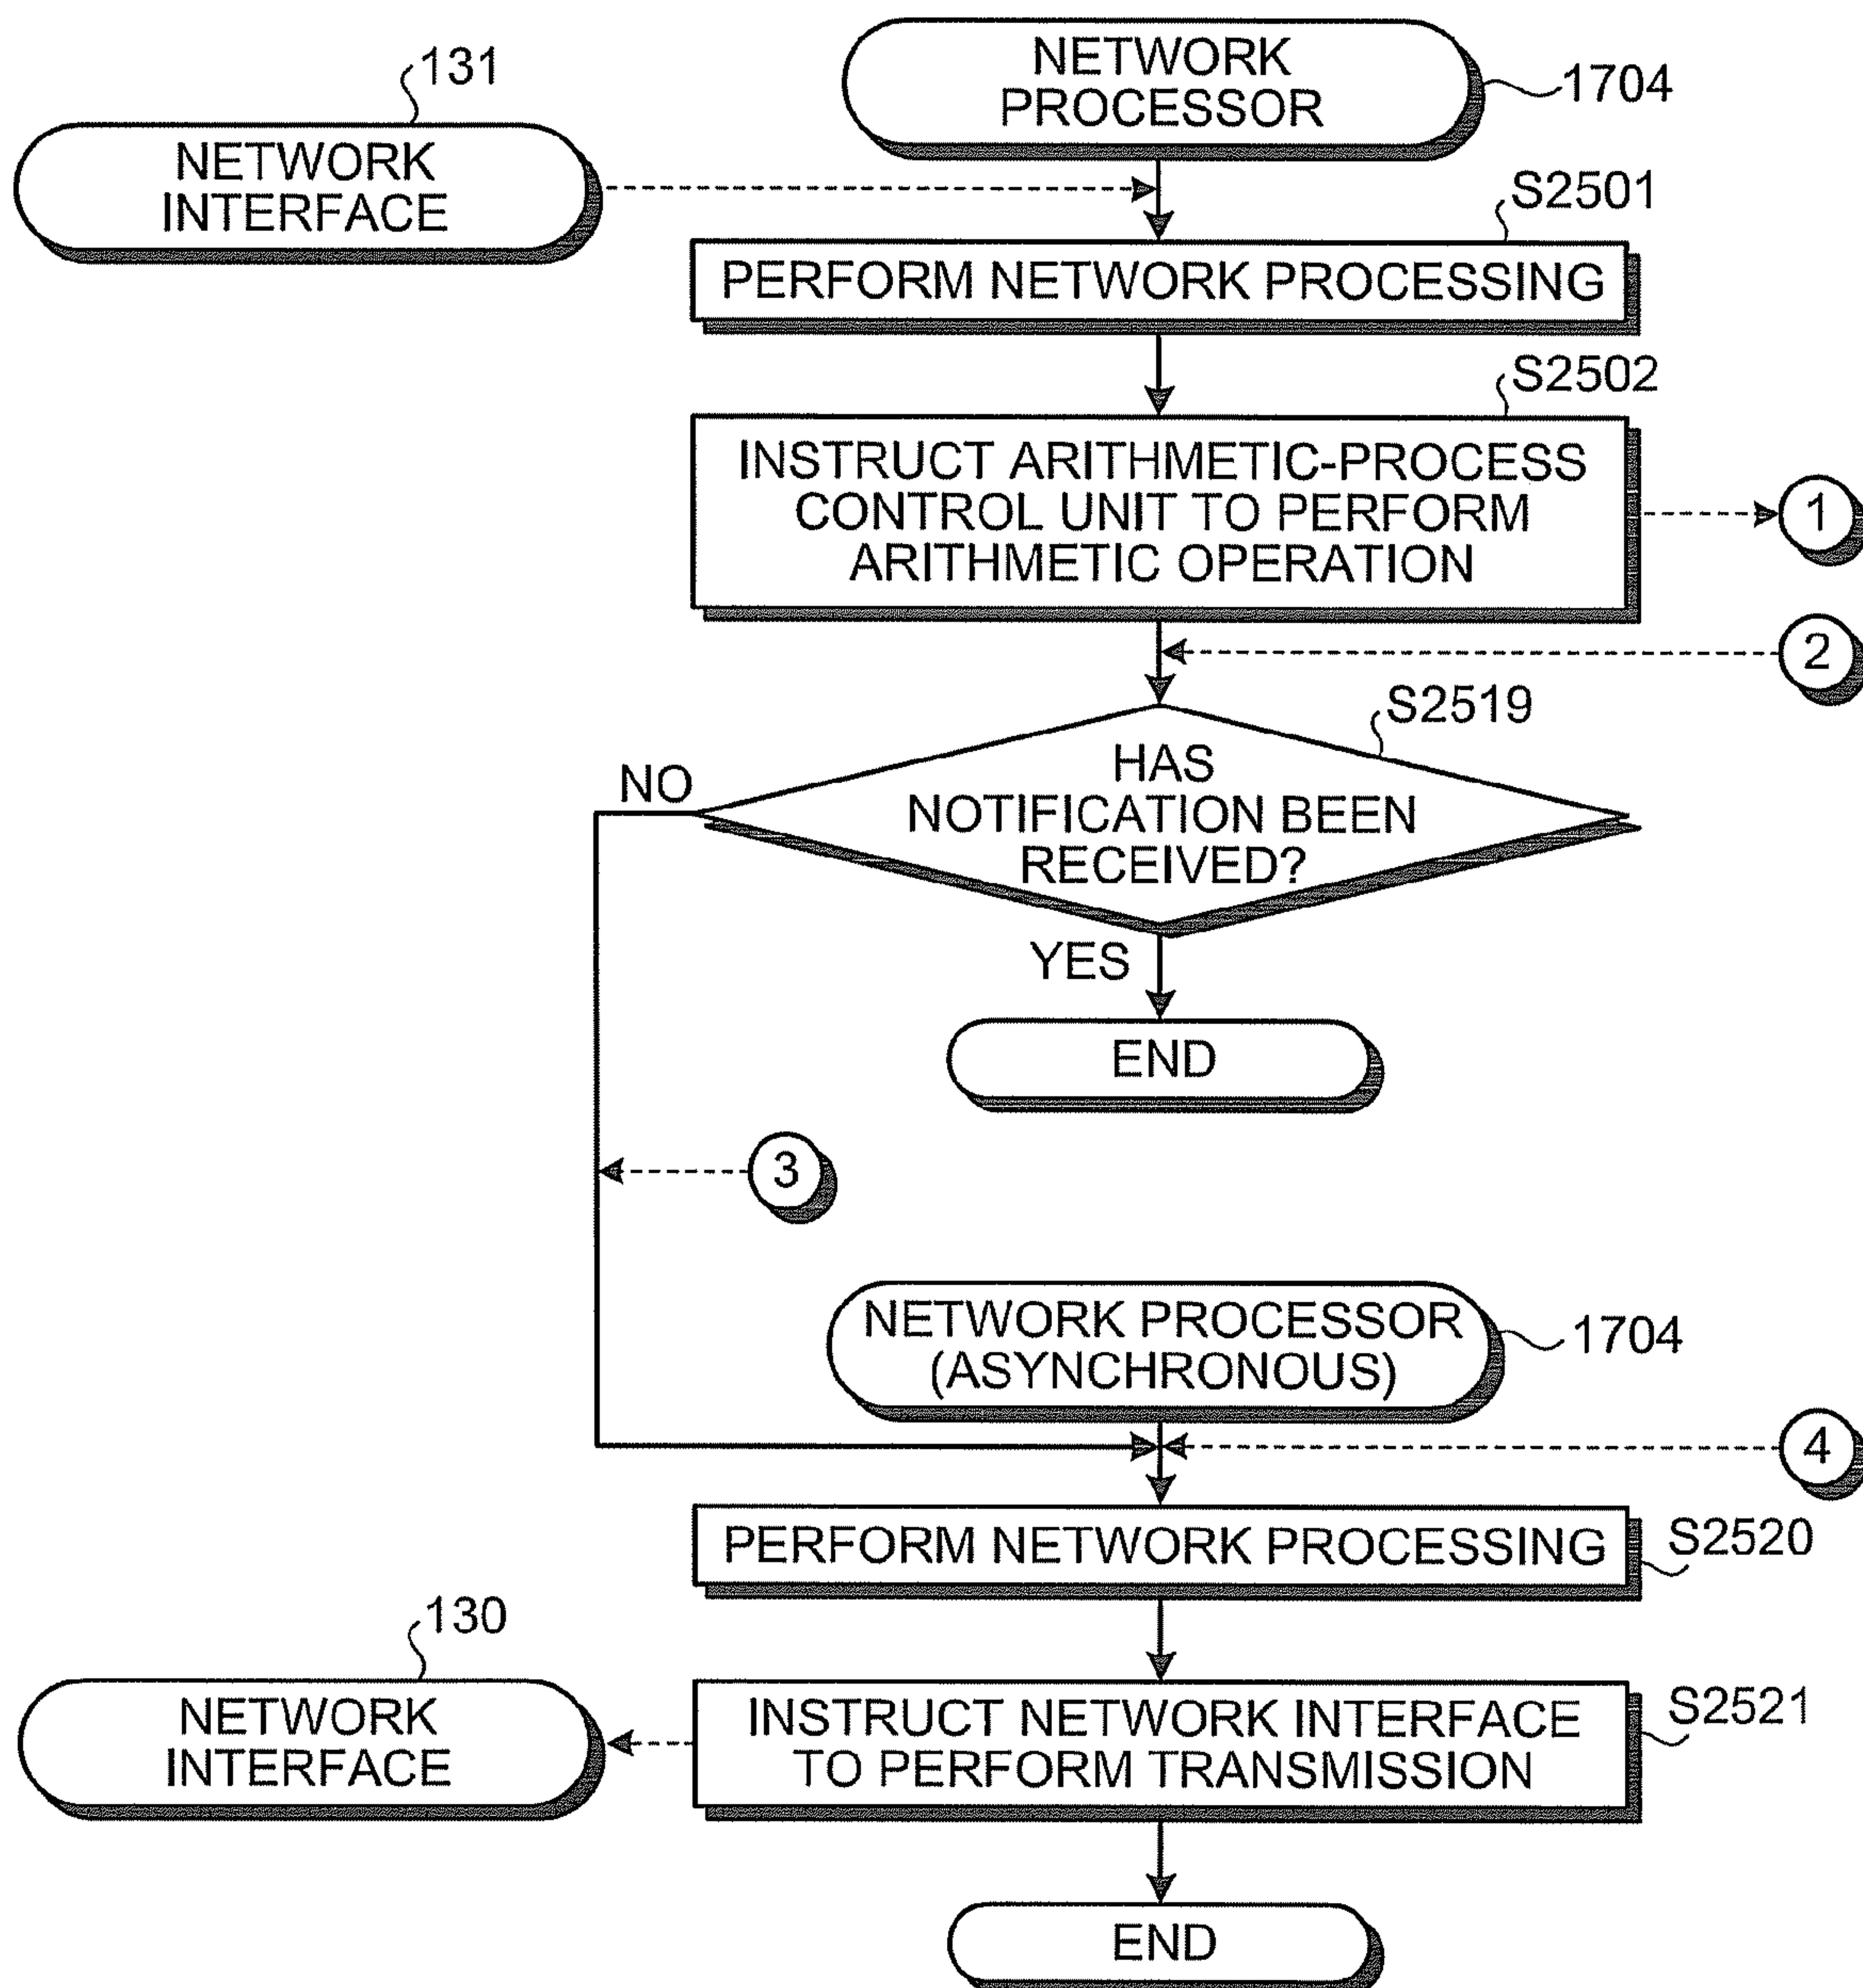 131
NETWORK
PROCESSOR
1704
NETWORK
INTERFACE
S2501
PERFORM NETWORK PROCESSING
S2502
INSTRUCT ARITHMETIC-PROCESS
CONTROL UNIT TO PERFORM
ARITHMETIC OPERATION
1
2
S2519
NO
HAS
NOTIFICATION BEEN
RECEIVED?
YES
END
3
NETWORK PROCESSOR
(ASYNCHRONOUS)
1704
4
PERFORM NETWORK PROCESSING
S2520
130
NETWORK
INTERFACE
INSTRUCT NETWORK INTERFACE
TO PERFORM TRANSMISSION
S2521
END